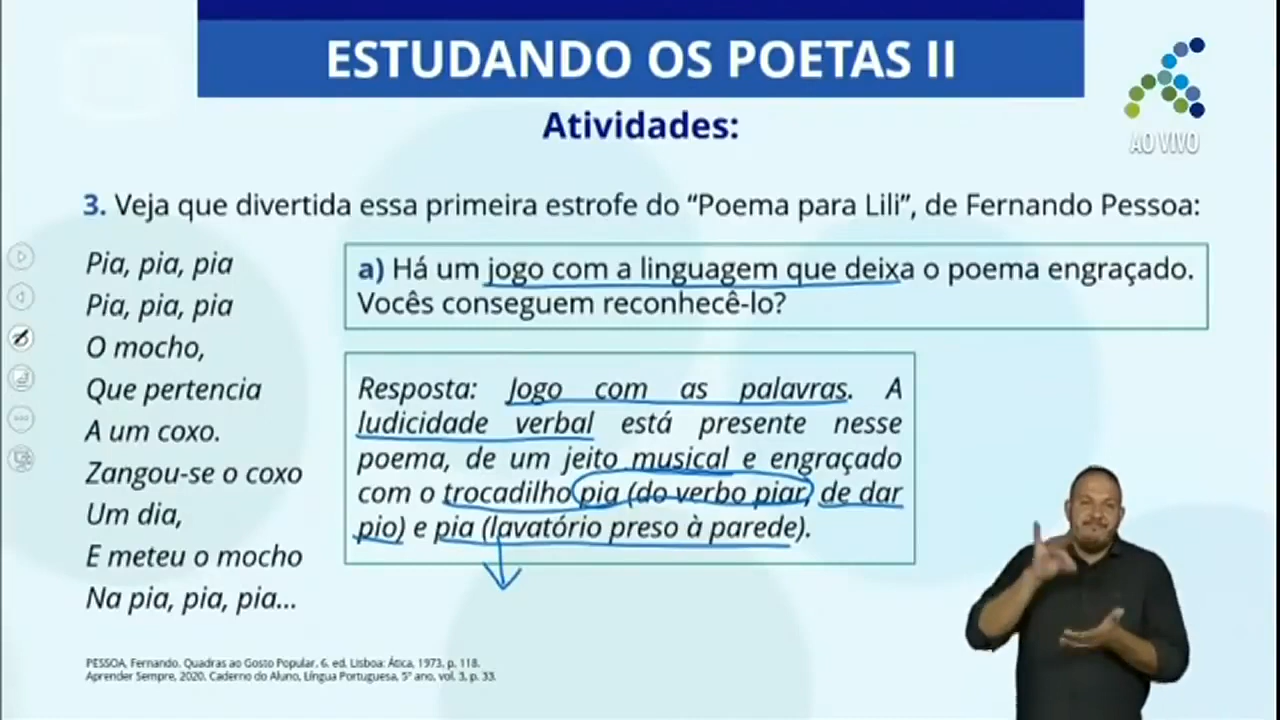 ESTUDANDO OS POETAS II
AO VIVO
Atividades:
3. Veja que divertida essa primeira estrofe do “Poema para Lili”, de Fernando Pessoa:
Pia, pia, pia
Pia, pia, pia
O mocho,
Que pertencia
A um coxo.
Zangou-se o coxo
Um dia,
E meteu o mocho
Na pia, pia, pia...
a) Há um jogo com a linguagem que deixa o poema engraçado.
Vocês conseguem reconhecê-lo?
Resposta: Jogo com as palavras. A
ludicidade verbal está presente nesse
poema, de um jeito musical e engraçado
com o trocadilho pia (do verbo piar, de dar
pio) e pia (lavatório preso à parede).
PESSOA, Fernando. Quadras ao Gosto Popular. 6. ed. Lisboa: Ática, 1973. p. 118.
Aprender Sempre, 2020. Caderno do Aluno, Língua Portuguesa, 5º ano, vol. 3, p. 33.